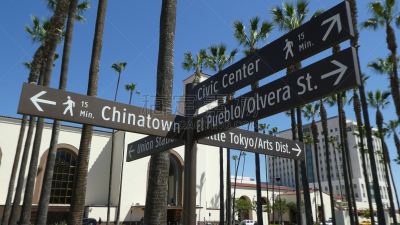 Civic Center 15 MIN.
El Pueblo/Olvera St.
15 MIN. Chinatown
Union Station
Little Tokyo/Arts Dist.